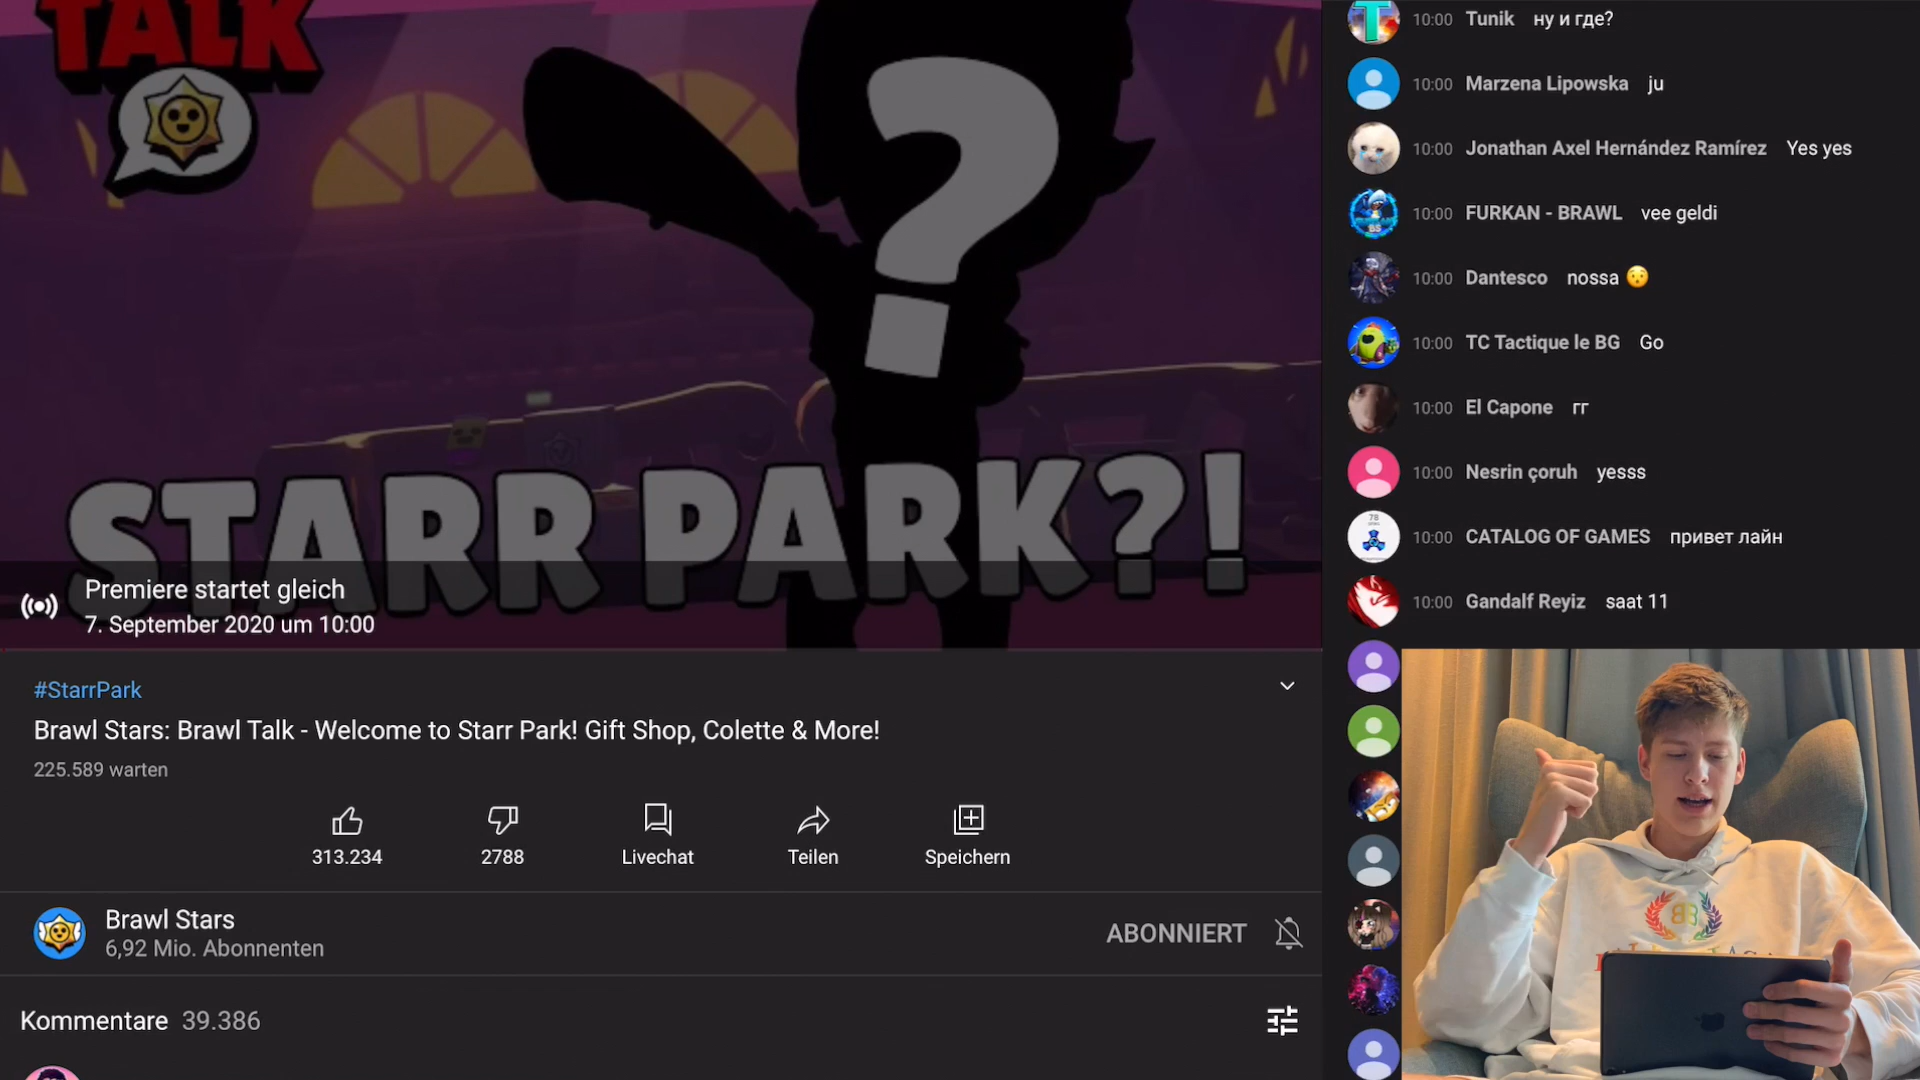 TALK
STARR PARK?!
Premiere startet gleich
7. September 2020 um 10:00
#StarrPark
Brawl Stars: Brawl Talk - Welcome to Starr Park! Gift Shop, Colette & More!
225.589 warten
313.234
2788
Livechat
Teilen
Speichern
Brawl Stars
6,92 Mio. Abonnenten
ABONNIERT
Kommentare 39.386
10:00 Tunik ну и где?
10:00 Marzena Lipowska ju
10:00 Jonathan Axel Hernández Ramírez Yes yes
10:00 FURKAN - BRAWL vee geldi
10:00 Dantesco nossa 😯
10:00 TC Tactique le BG Go
10:00 El Capone гг
10:00 Nesrin çoruh yesss
10:00 CATALOG OF GAMES привет лайн
10:00 Gandalf Reyiz saat 11